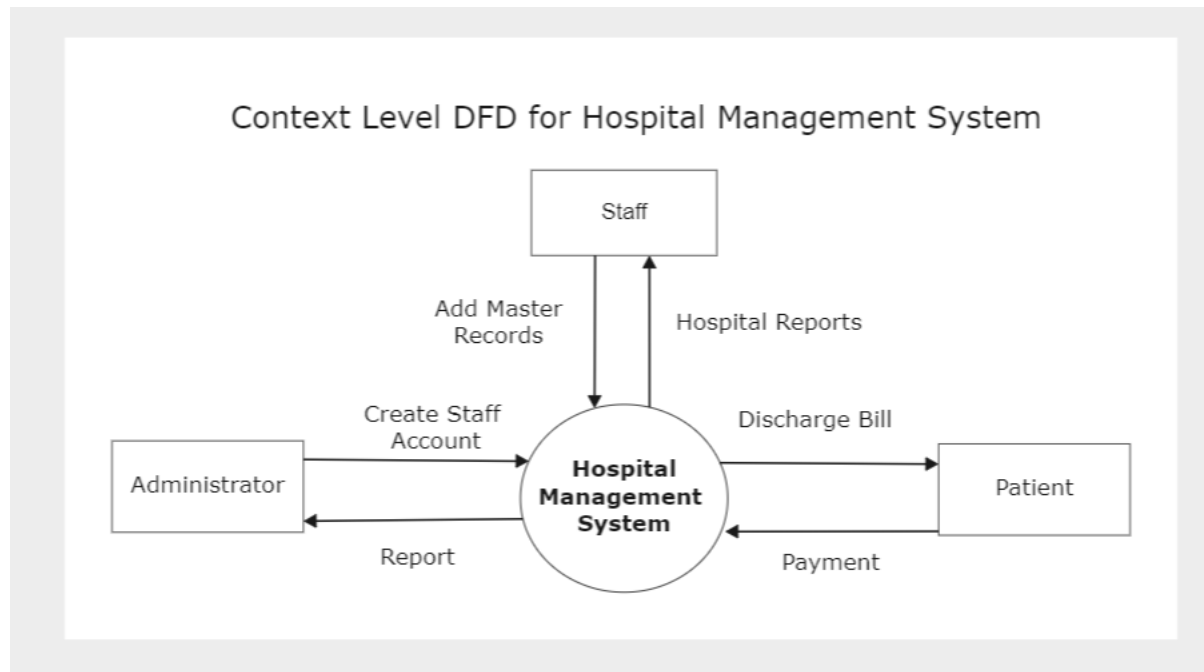 Context Level DFD for Hospital Management System
Staff
Add Master
Records
Hospital Reports
Create Staff
Account
Discharge Bill
Administrator
Hospital
Management
System
Patient
Report
Payment